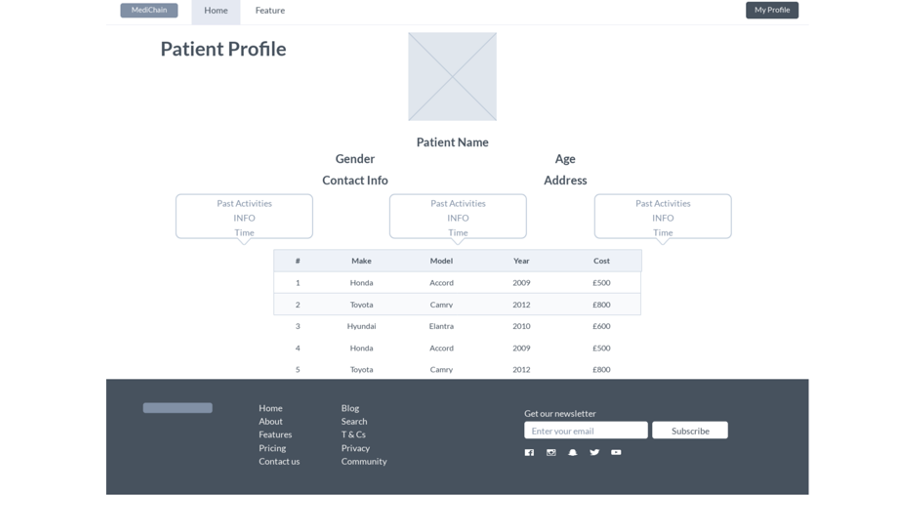 MediChain Home Feature My Profile
Patient Profile
Patient Name
Gender Age
Contact Info Address
Past Activities Past Activities Past Activities
INFO INFO INFO
Time Time Time
# Make Model Year Cost
1 Honda Accord 2009 £500
2 Toyota Camry 2012 £800
3 Hyundai Elantra 2010 £600
4 Honda Accord 2009 £500
5 Toyota Camry 2012 £800
Home Blog
About Search
Features T & Cs
Pricing Privacy
Contact us Community
Get our newsletter
Enter your email Subscribe